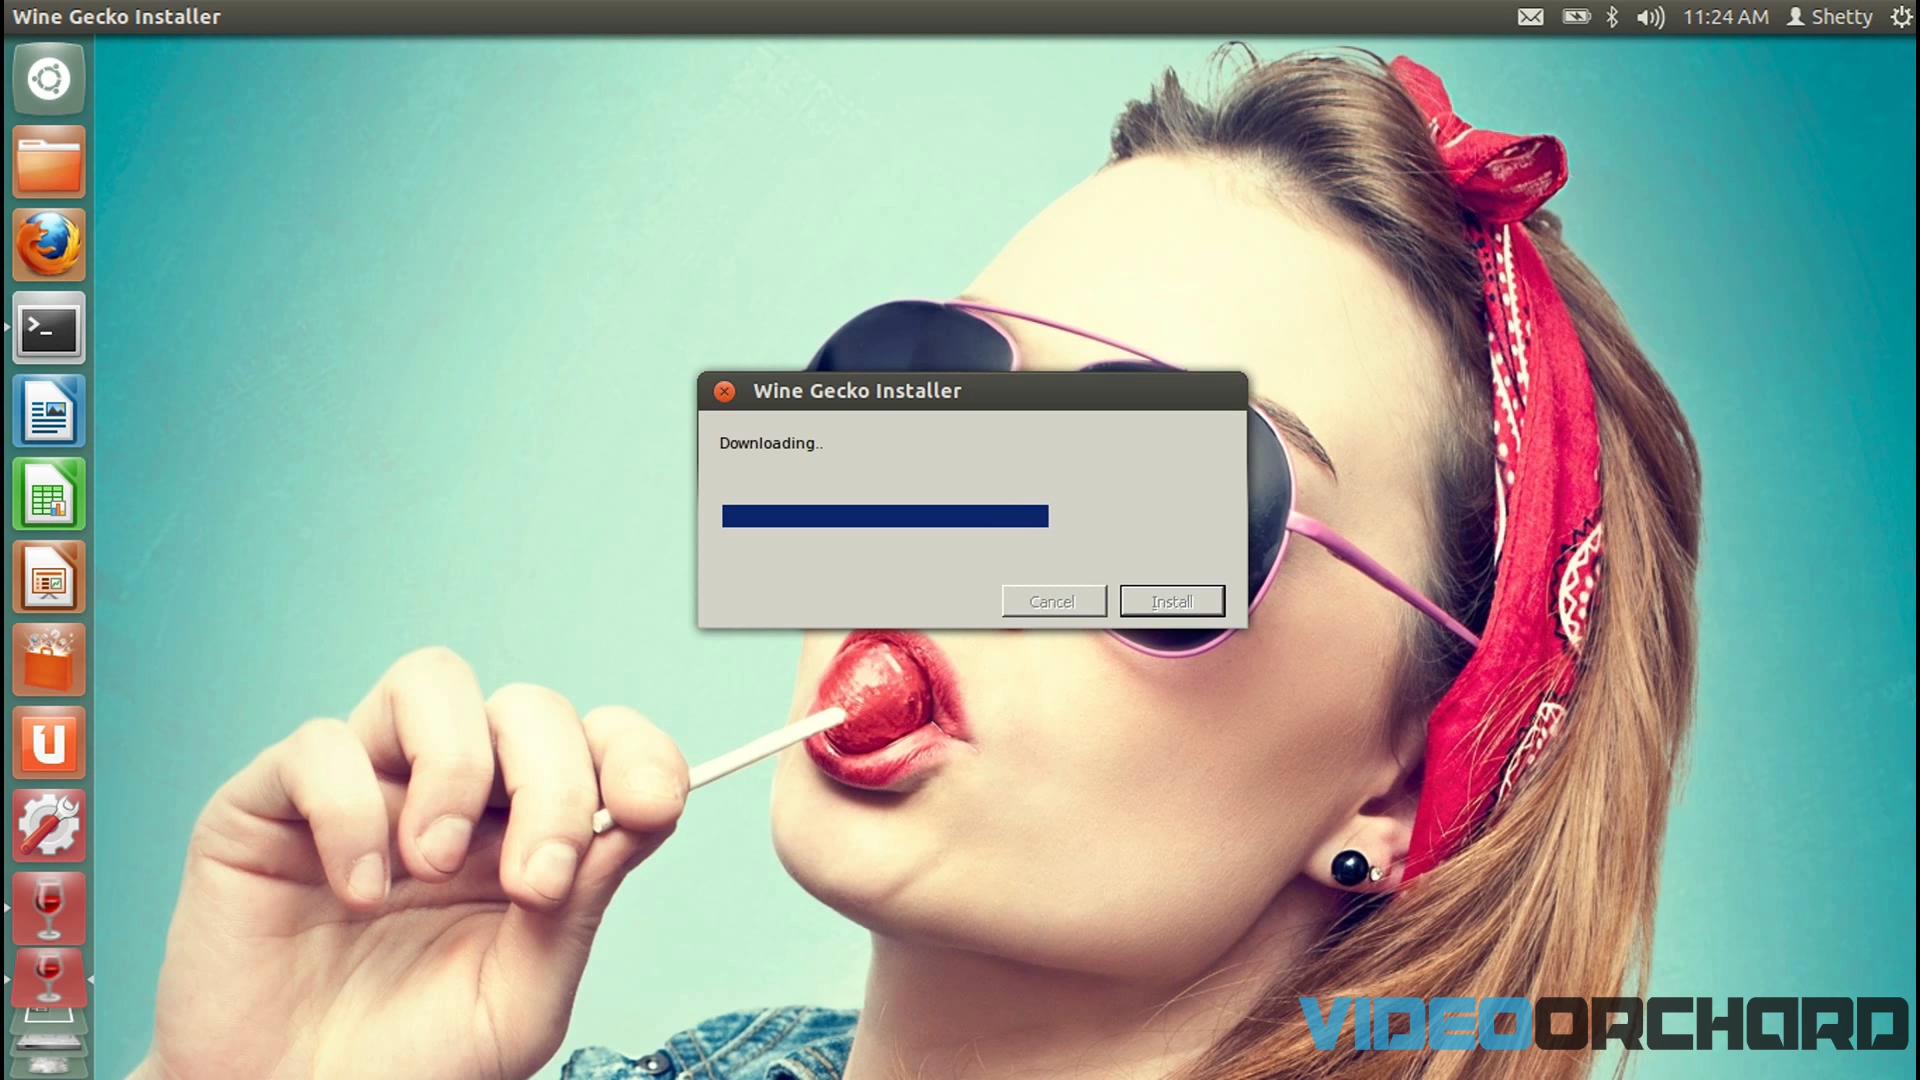 Wine Gecko Installer
11:24 AM Shetty
Wine Gecko Installer
Downloading..
Cancel Install
VIDEOORCHARD